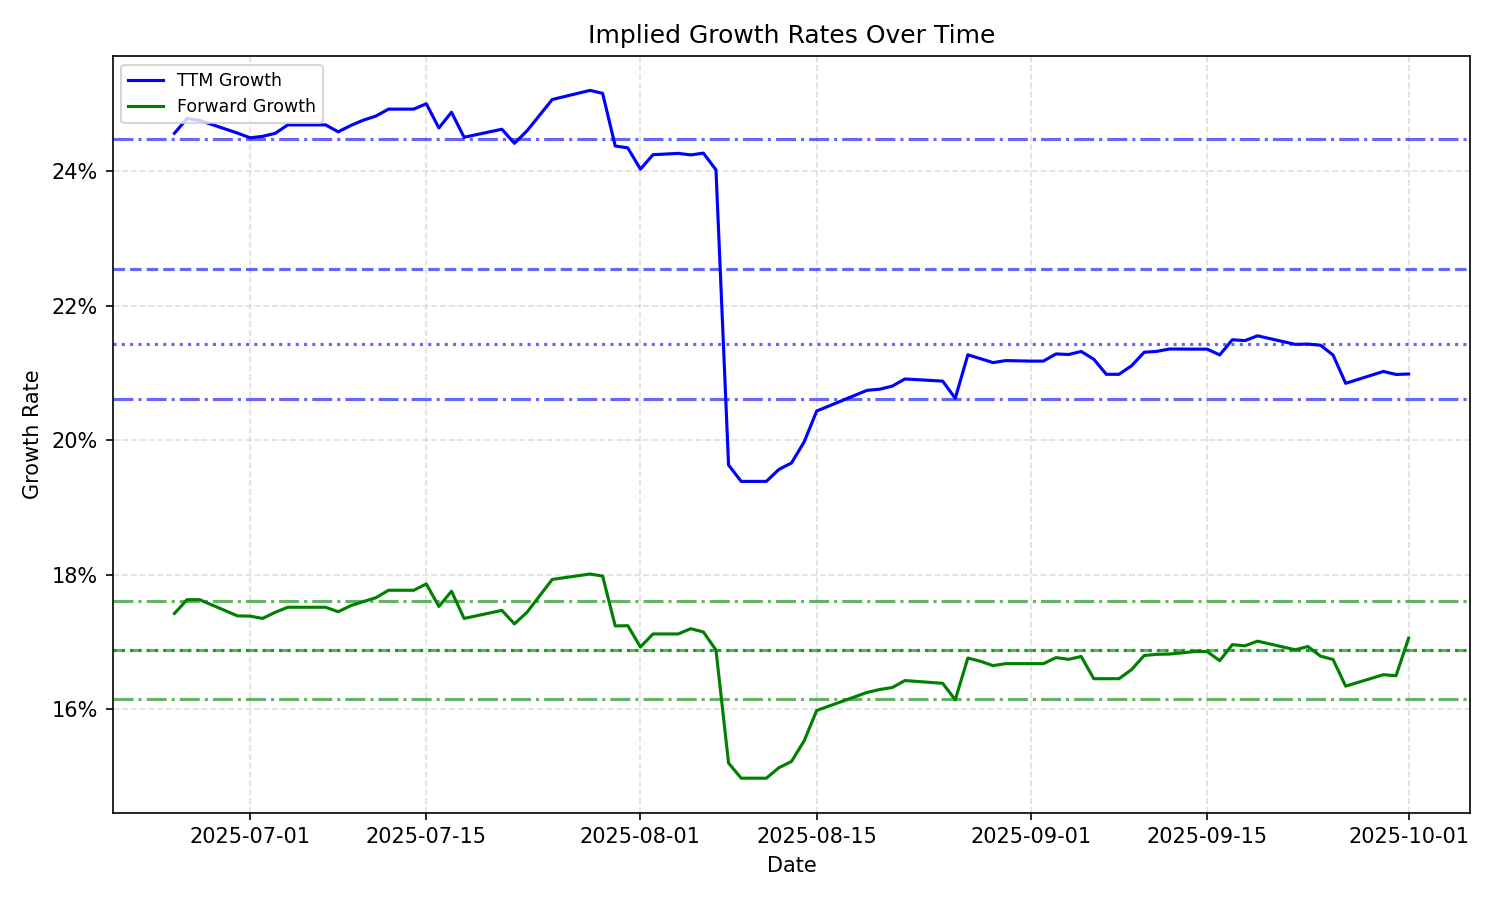 Implied Growth Rates Over Time
TTM Growth
Forward Growth
24%
22%
20%
18%
16%
Growth Rate
2025-07-01
2025-07-15
2025-08-01
2025-08-15
2025-09-01
2025-09-15
2025-10-01
Date